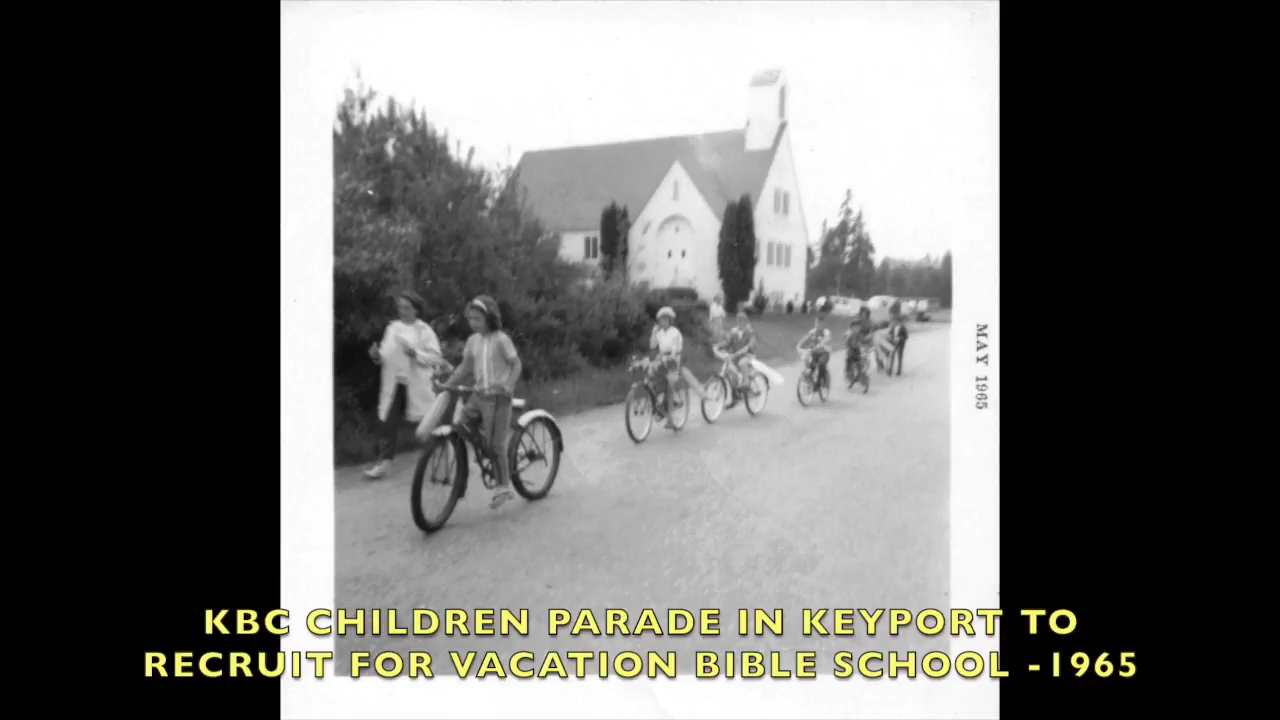 MAY 1965
KBC CHILDREN PARADE IN KEYPORT TO
RECRUIT FOR VACATION BIBLE SCHOOL -1965